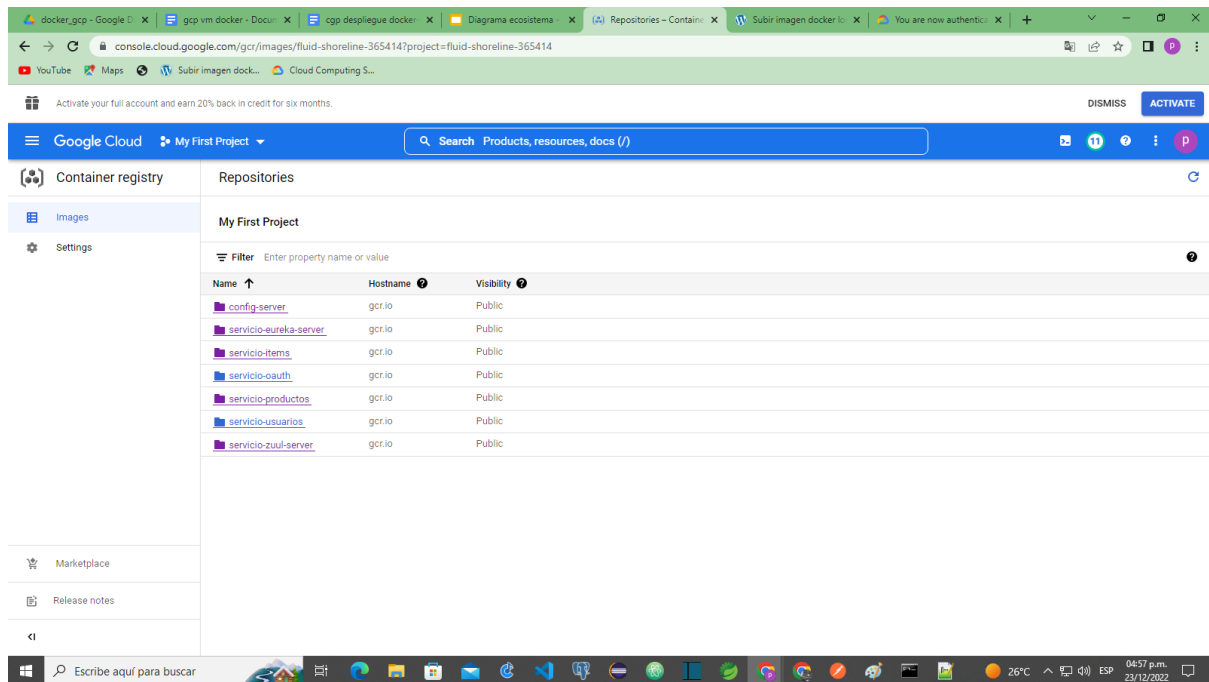 docker_gcp - Google D
gcp vm docker - Docun
cgp despliegue docker
Diagrama ecosistema -
Repositories – Containe
Subir imagen docker lo
You are now authentica
console.cloud.google.com/gcr/images/fluid-shoreline-365414?project=fluid-shoreline-365414
P
YouTube
Maps
Subir imagen dock...
Cloud Computing S...
Activate your full account and earn 20% back in credit for six months.
DISMISS
ACTIVATE
Google Cloud
My First Project
Search Products, resources, docs (/)
11
P
Container registry
Repositories
Images
Settings
My First Project
Filter Enter property name or value
Name Hostname Visibility
config-server gcr.io Public
servicio-eureka-server gcr.io Public
servicio-items gcr.io Public
servicio-oauth gcr.io Public
servicio-productos gcr.io Public
servicio-usuarios gcr.io Public
servicio-zuul-server gcr.io Public
Marketplace
Release notes
Escribe aquí para buscar
26°C
ESP
04:57 p.m.
23/12/2022